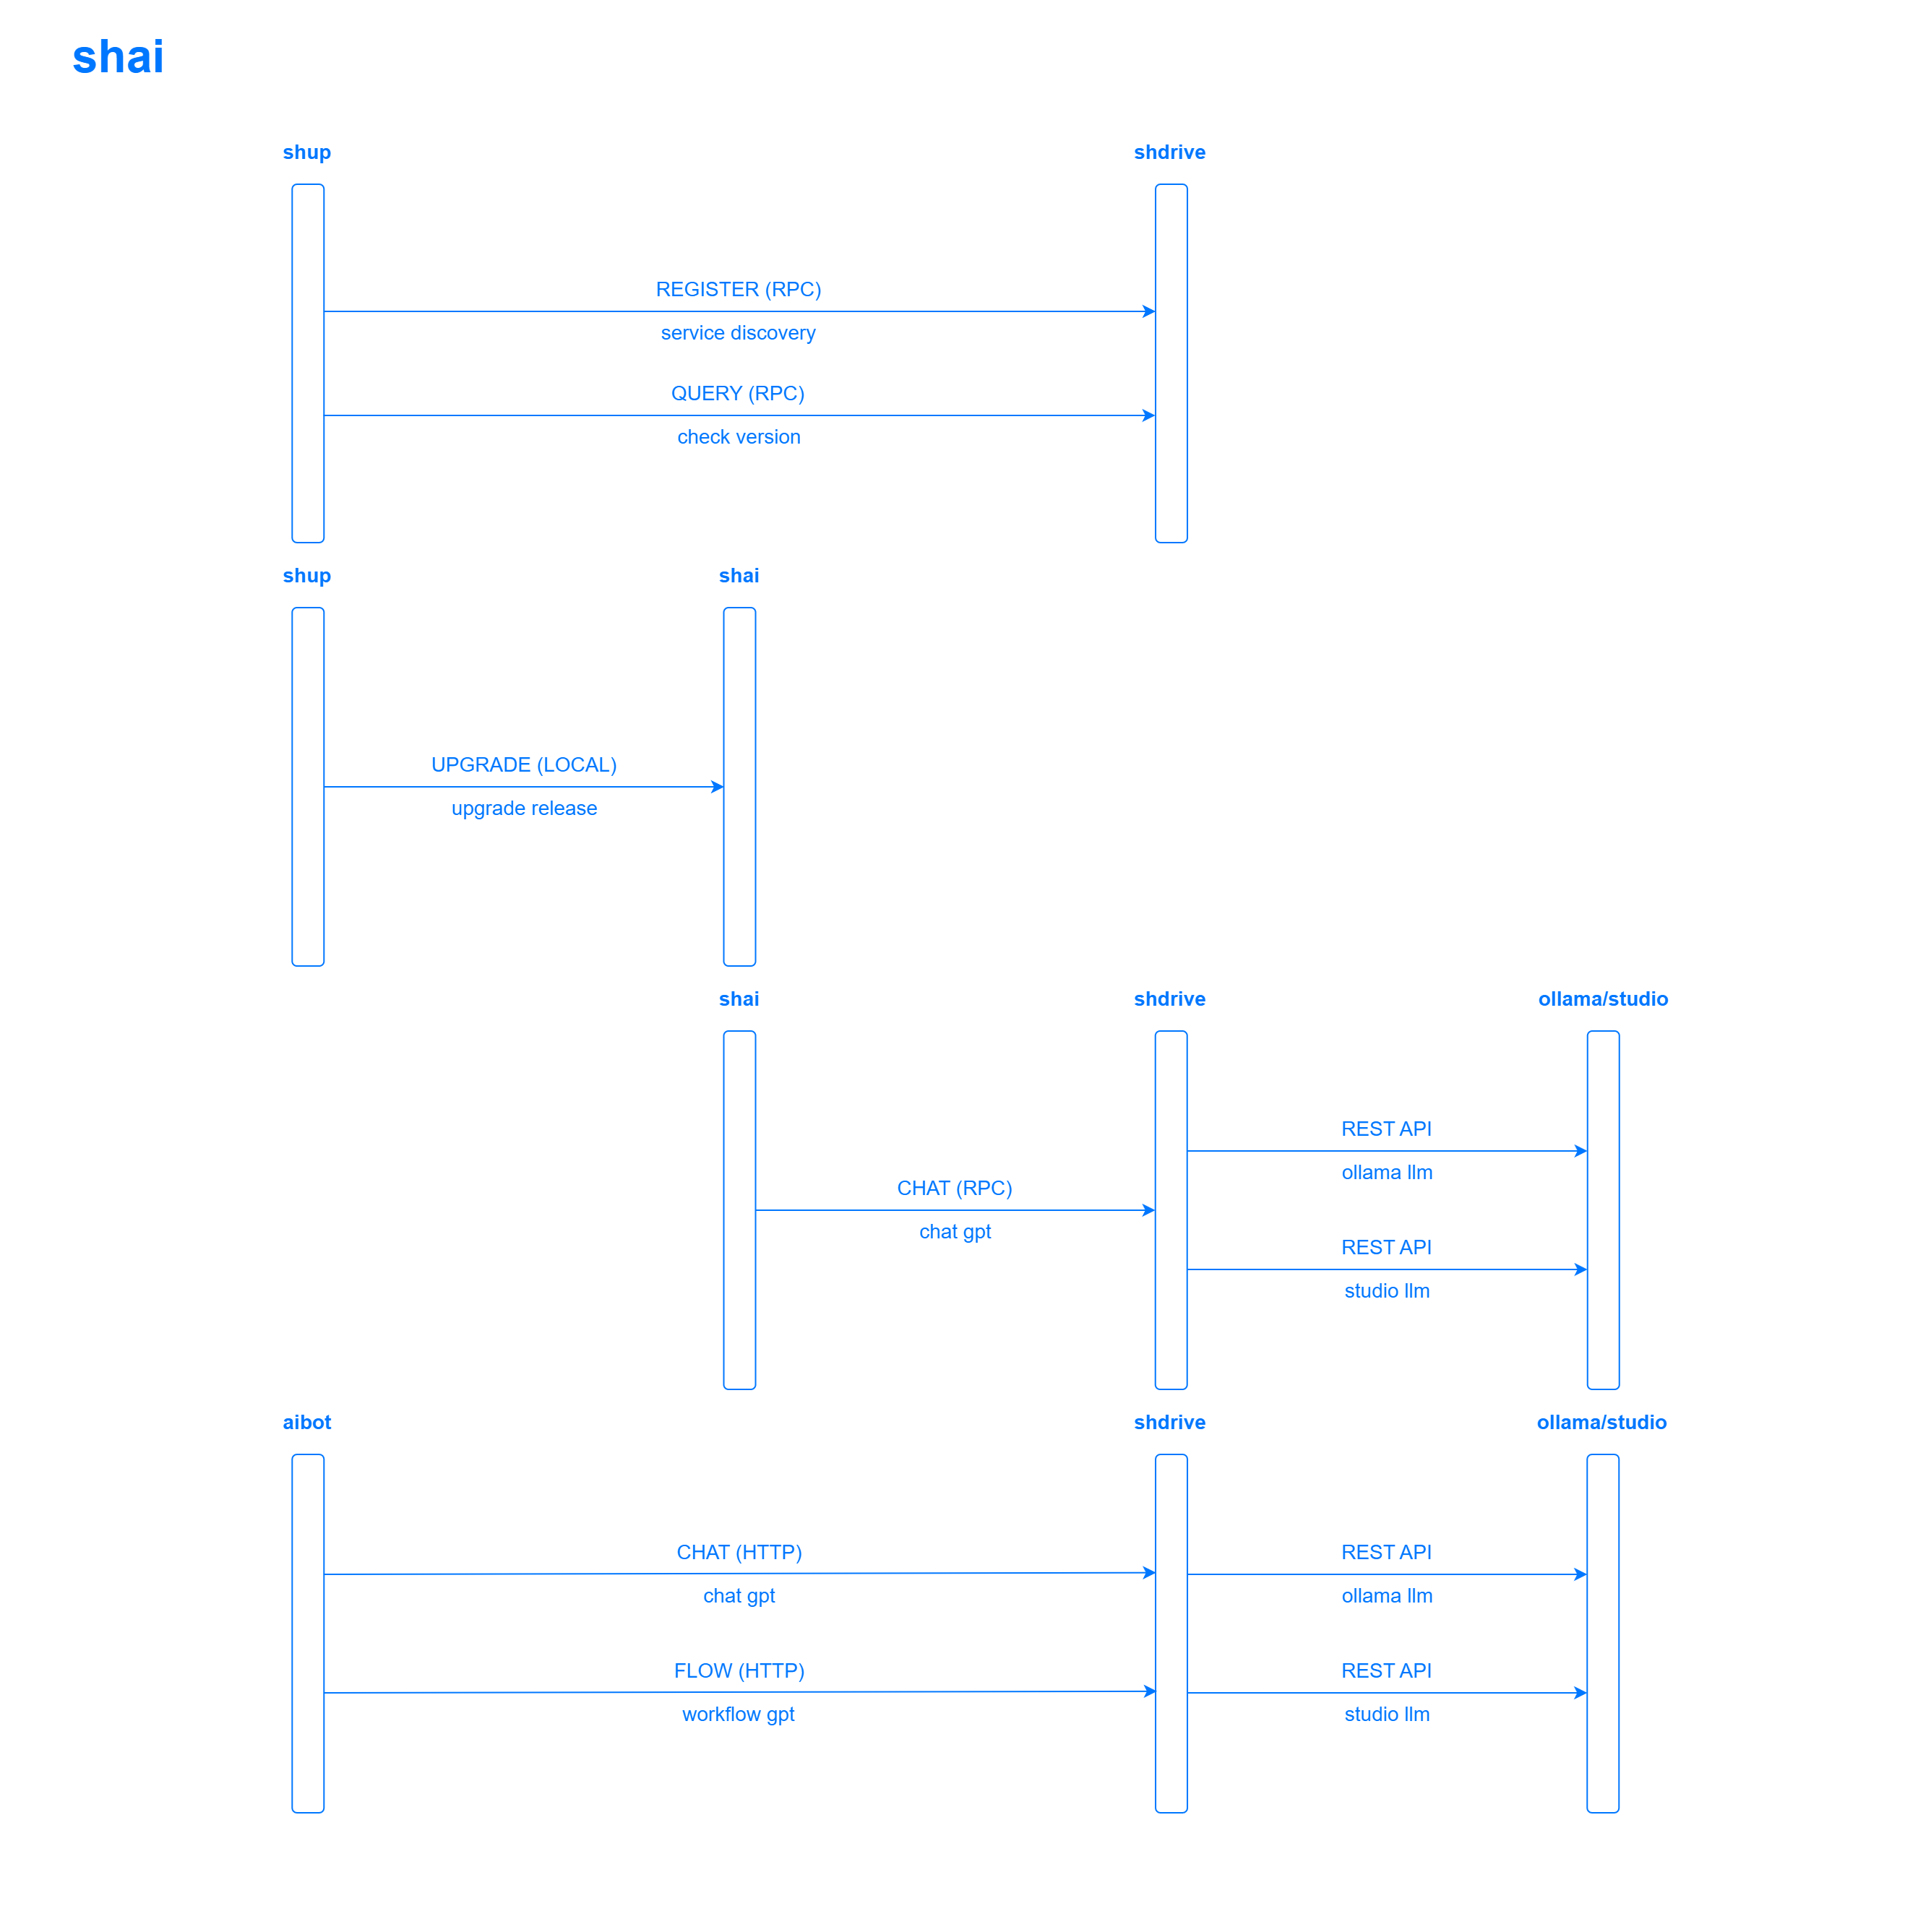 shai
shup
shdrive
REGISTER (RPC)
service discovery
QUERY (RPC)
check version
shup
shai
UPGRADE (LOCAL)
upgrade release
shai
shdrive
ollama/studio
REST API
ollama llm
CHAT (RPC)
chat gpt
REST API
studio llm
aibot
shdrive
ollama/studio
CHAT (HTTP)
chat gpt
REST API
ollama llm
FLOW (HTTP)
workflow gpt
REST API
studio llm